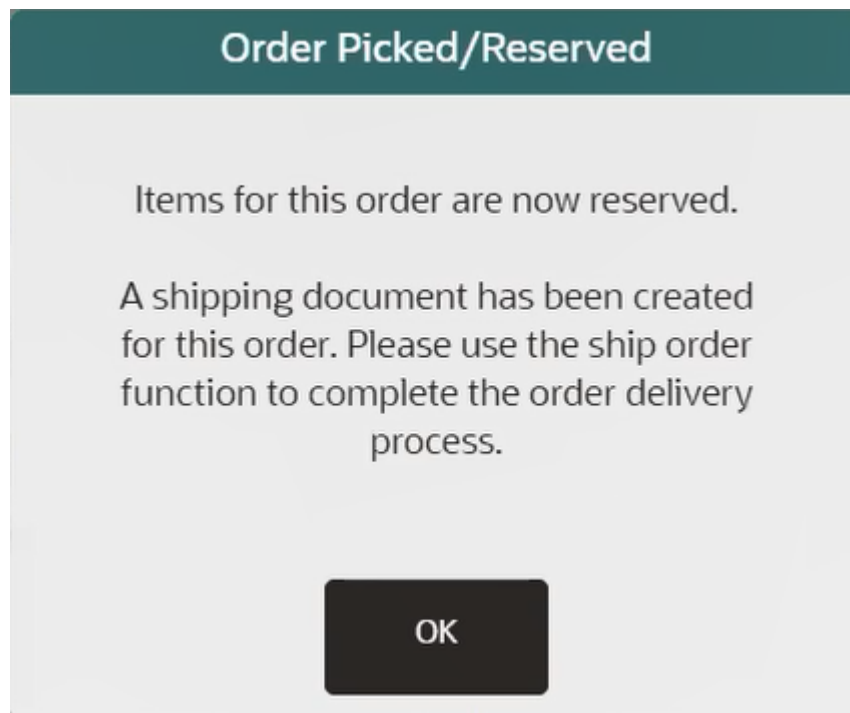 Order Picked/Reserved
Items for this order are now reserved.
A shipping document has been created
for this order. Please use the ship order
function to complete the order delivery
process.
OK